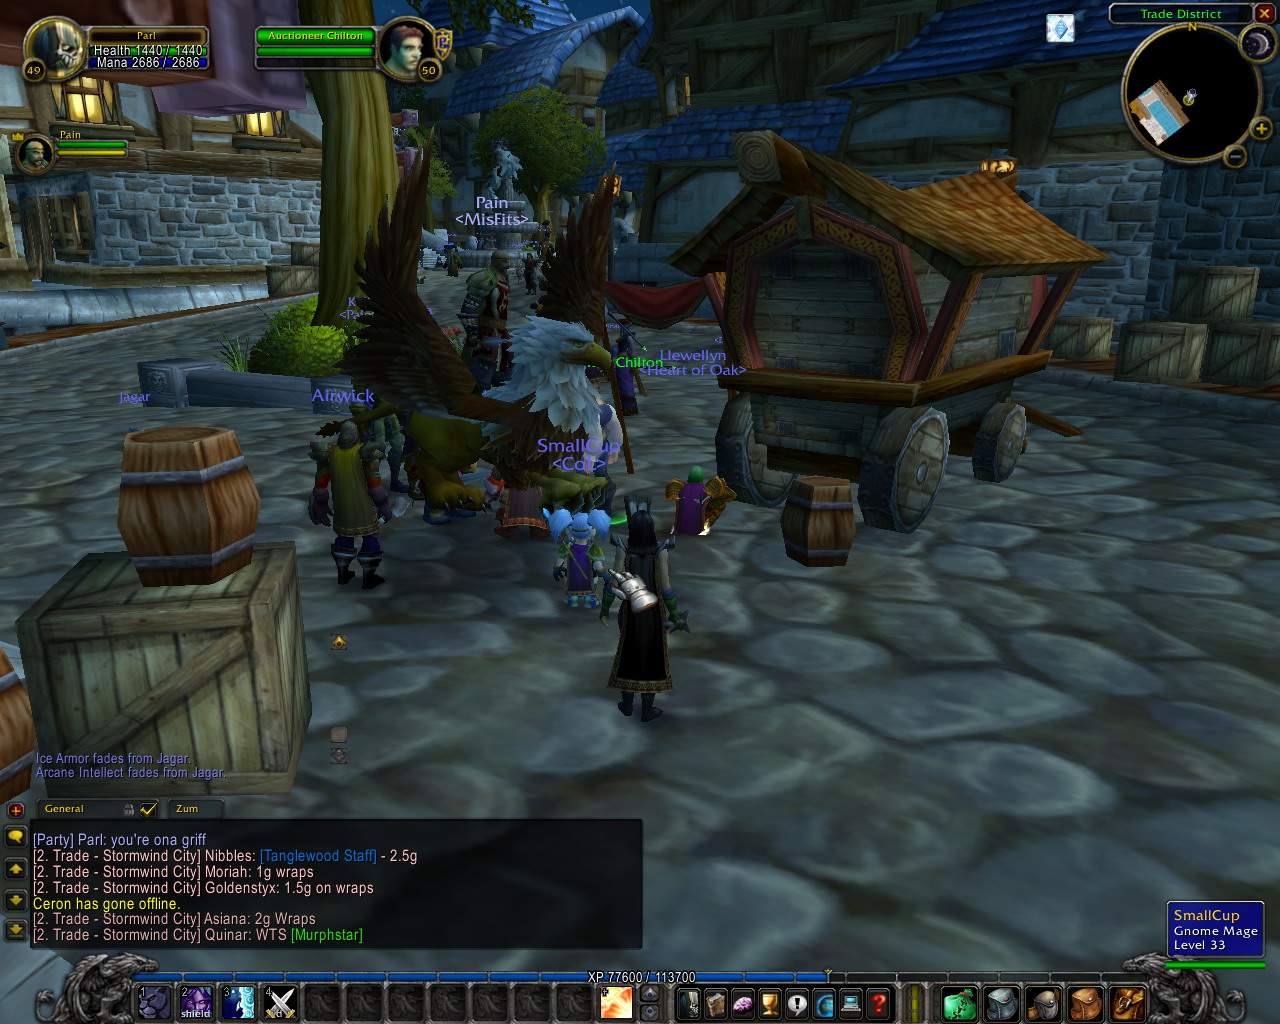 Parl
Health 1440 / 1440
Mana 2686 / 2686
49
Auctioneer Chilton
50
Trade District
N
Pain
Pain
<MisFits>
Chilton
Llewellyn
<Heart of Oak>
Jagar
Airwick
SmallCup
Ice Armor fades from Jagar.
Arcane Intellect fades from Jagar.
General
Zum
[Party] Parl: you're ona griff
[2. Trade - Stormwind City] Nibbles: [Tanglewood Staff] - 2.5g
[2. Trade - Stormwind City] Moriah: 1g wraps
[2. Trade - Stormwind City] Goldenstyx: 1.5g on wraps
Ceron has gone offline.
[2. Trade - Stormwind City] Asiana: 2g Wraps
[2. Trade - Stormwind City] Quinar: WTS [Murphstar]
SmallCup
Gnome Mage
Level 33
XP 77600 / 113700
1
2
3
4
shield